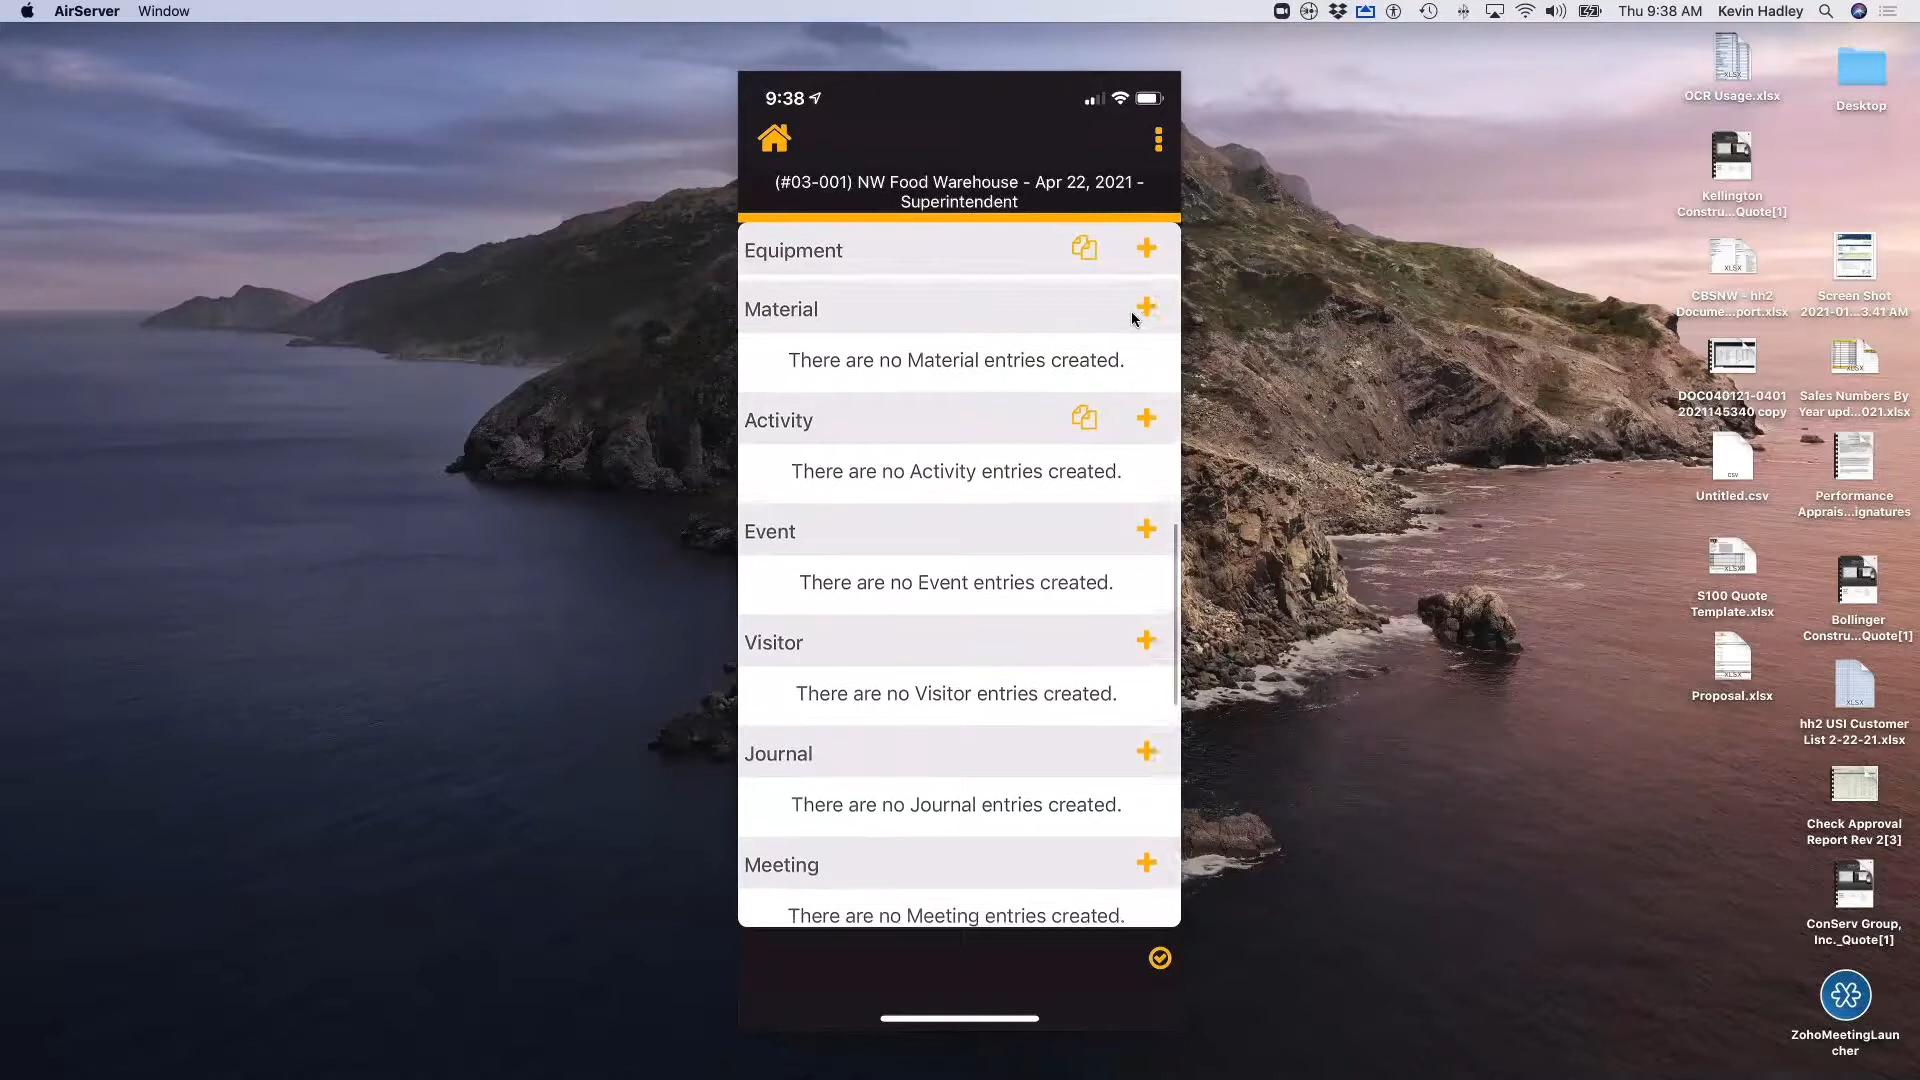 AirServer Window
Thu 9:38 AM Kevin Hadley
9:38
(#03-001) NW Food Warehouse - Apr 22, 2021 -
Superintendent
Equipment
Material
There are no Material entries created.
Activity
There are no Activity entries created.
Event
There are no Event entries created.
Visitor
There are no Visitor entries created.
Journal
There are no Journal entries created.
Meeting
There are no Meeting entries created.
OCR Usage.xlsx
Desktop
Kellington
Constru...Quote[1]
CBSNW - hh2
Docume...port.xlsx
Screen Shot
2021-01...3.41 AM
DOC040121-0401
2021145340 copy
Sales Numbers By
Year upd...021.xlsx
Untitled.csv
Performance
Apprais...ignatures
S100 Quote
Template.xlsx
Bollinger
Constru...Quote[1]
Proposal.xlsx
hh2 USI Customer
List 2-22-21.xlsx
Check Approval
Report Rev 2[3]
ConServ Group,
Inc._Quote[1]
ZohoMeetingLaun
cher